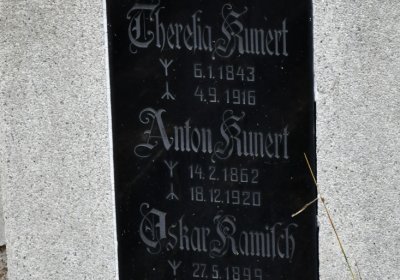 Theresia Kunert
ᛉ 6.1.1843
ᛦ 4.9.1916
Anton Kunert
ᛉ 14.2.1862
ᛦ 18.12.1920
Oskar Kamitsch
ᛉ 27.5.1899